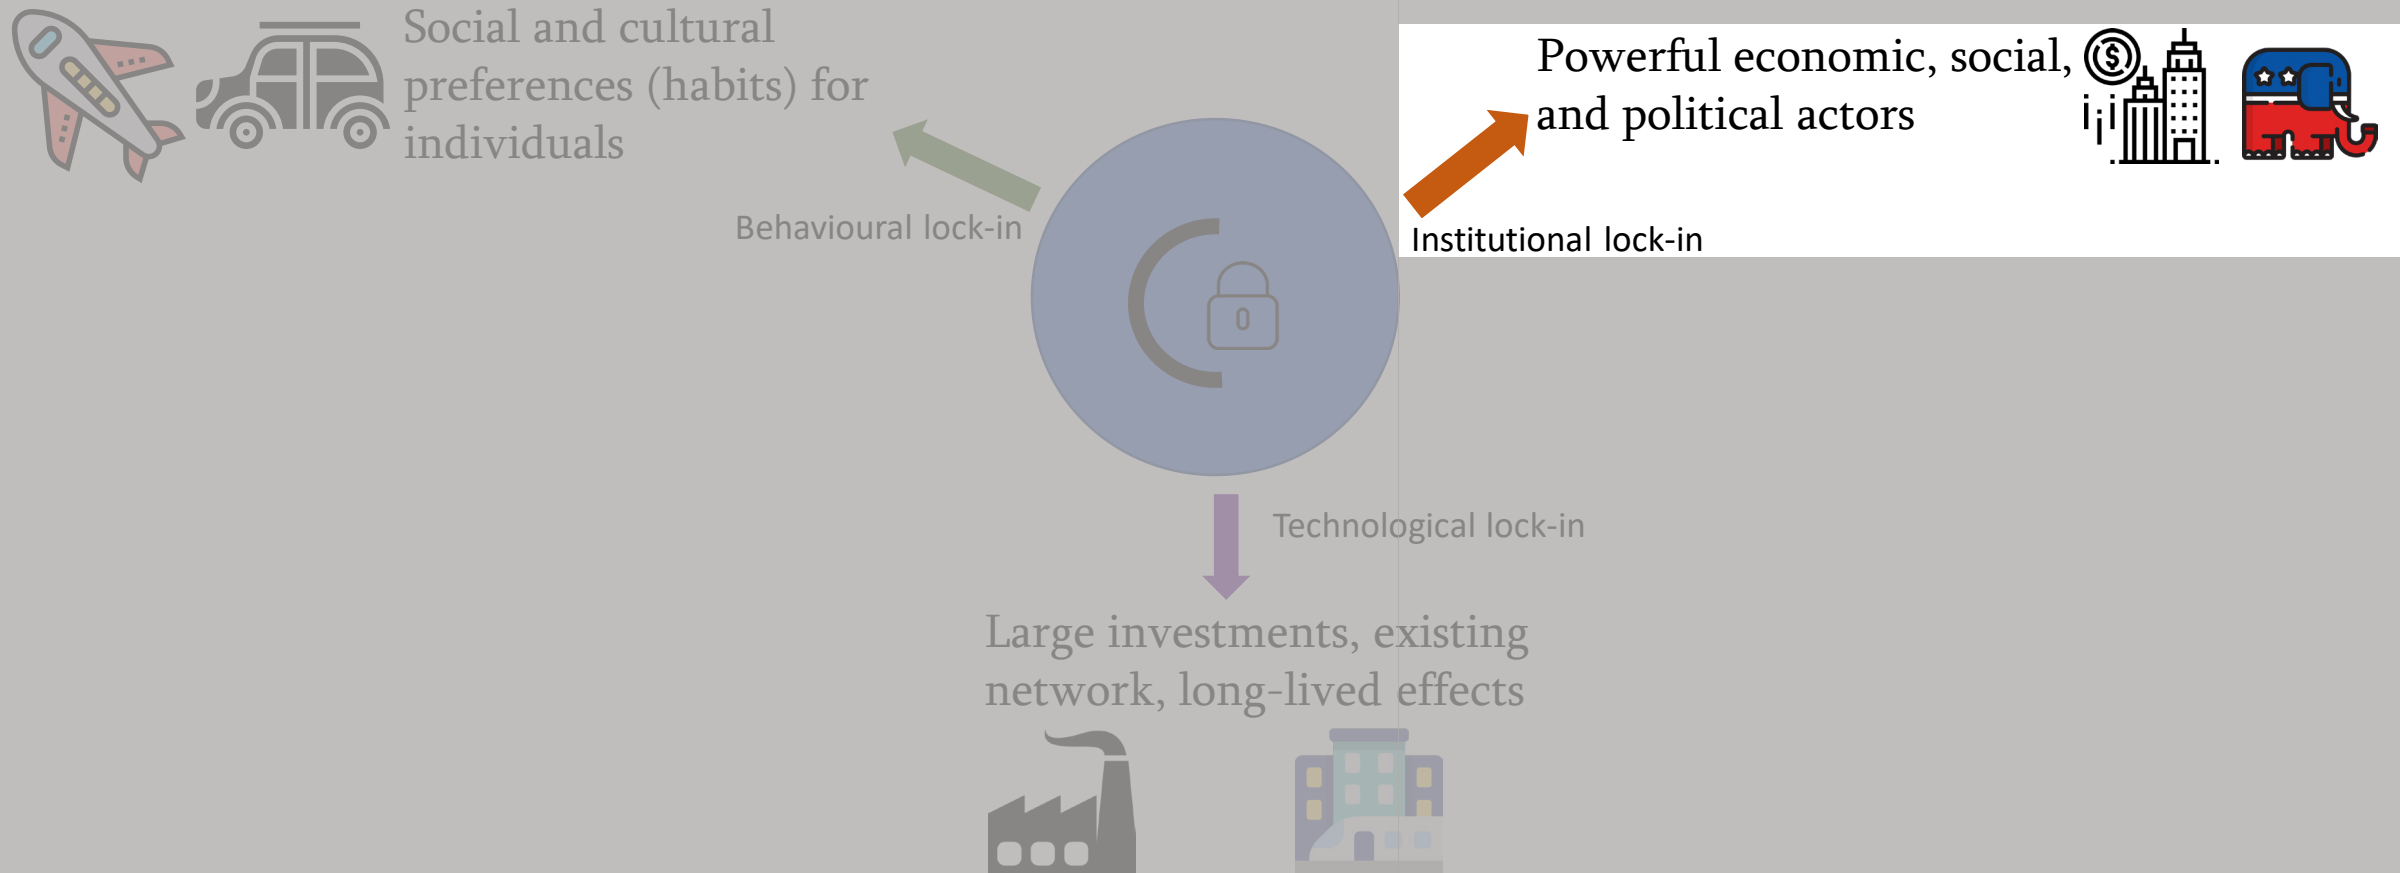 Social and cultural
preferences (habits) for
individuals
Behavioural lock-in
Powerful economic, social,
and political actors
Institutional lock-in
Technological lock-in
Large investments, existing
network, long-lived effects